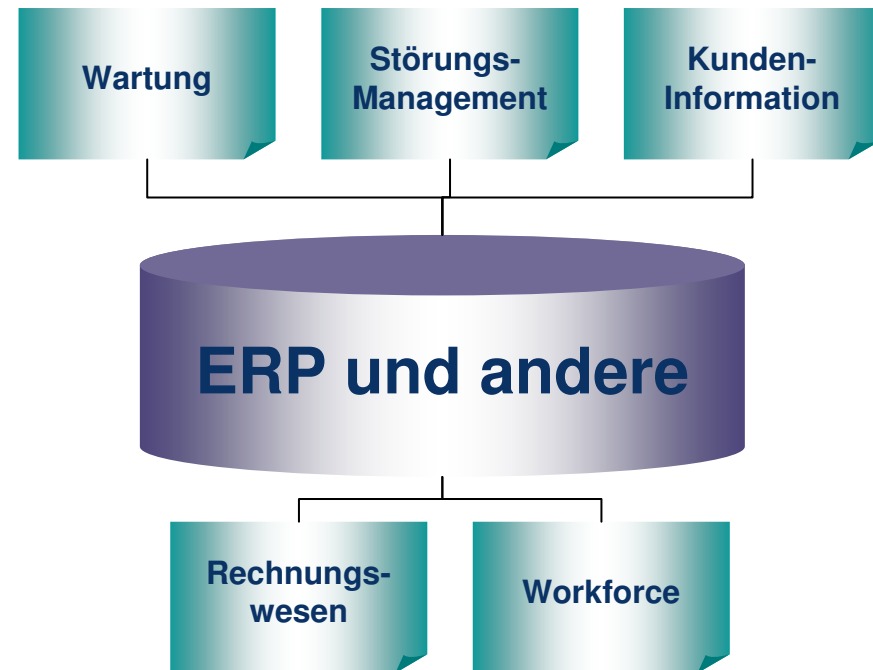 Wartung
Störungs-
Management
Kunden-
Information
ERP und andere
Rechnungs-
wesen
Workforce